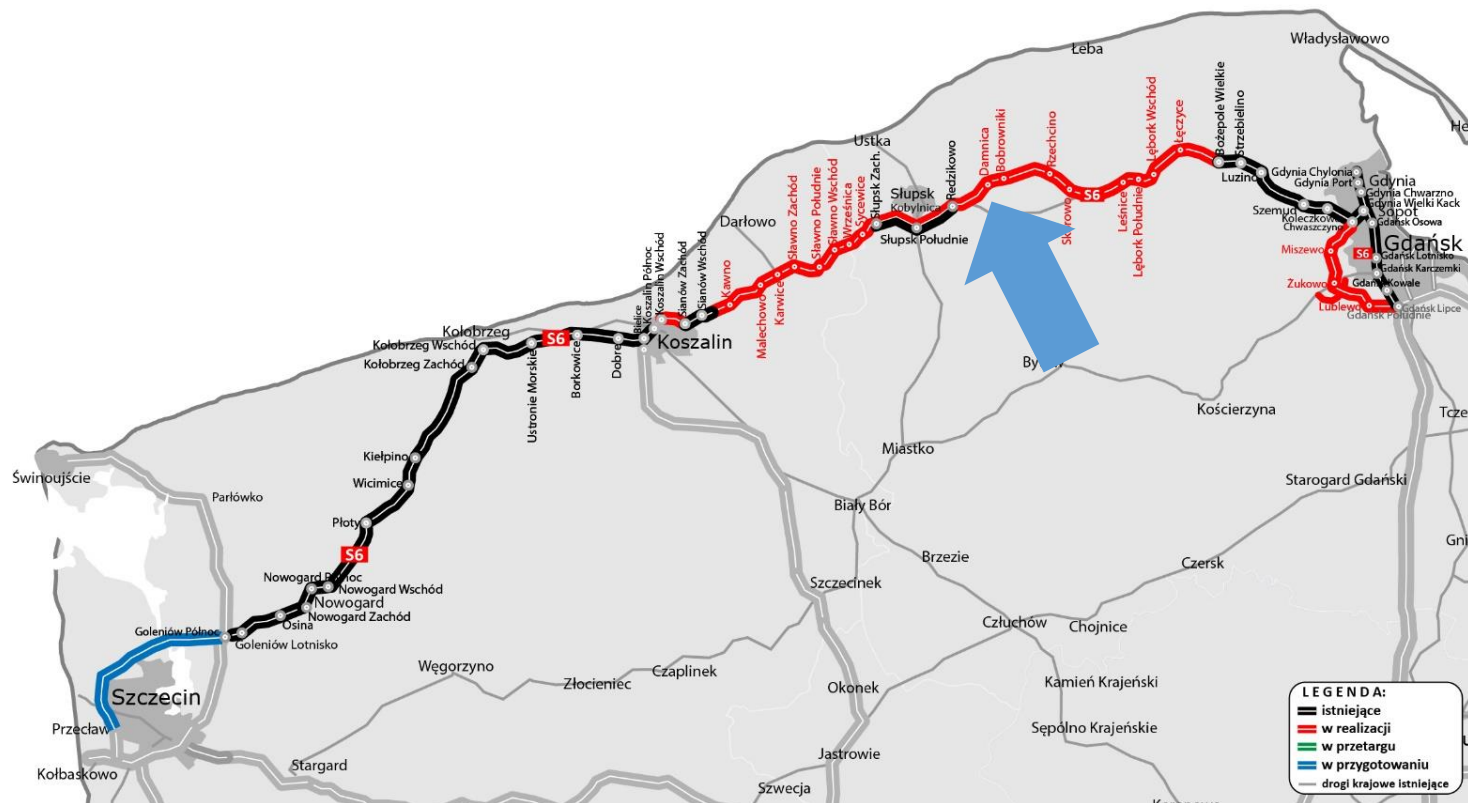 Władysławowo
Łeba
He
Ustka
Słupsk
Kobylnica
Słupsk Zach.
Słupsk Południe
Redzikowo
Damnica
Bobrowniki
Rzechcino
S6
Leśnice
Lębork Południe
Lębork Wschód
Łęczyce
Bożepole Wielkie
Strzebielino
Luzino
Szemud
Koleczkowo
Chwaszczyno
Gdynia Chylonia
Gdynia Port
Gdynia
Gdynia Chwarzno
Gdynia Wielki Kack
Sopot
Gdańsk Osowa
Gdańsk
Gdańsk Lotnisko
S6
Gdańsk Karczemki
Gdańsk Kowale
Gdańsk Lipce
Gdańsk Południe
Miszewo
Żukowo
Lublewo
Darłowo
Sycewice
Wrześnica
Sławno Wschód
Sławno Południe
Sławno Zachód
Karwice
Malechowo
Kawno
Sianów Wschód
Sianów Zachód
Koszalin Wschód
Koszalin Północ
Bielice
Koszalin
Dobre
Borkowice
S6
Ustronie Morskie
Kołobrzeg
Kołobrzeg Wschód
Kołobrzeg Zachód
Kościerzyna
Tcze
Miastko
Starogard Gdański
Biały Bór
Kiełpino
Wicimice
Świnoujście
Parłówko
Płoty
S6
Brzezie
Czersk
Gni
Szczecinek
Nowogard Wschód
Nowogard
Nowogard Zachód
Osina
Goleniów Północ
Goleniów Lotnisko
Człuchów
Chojnice
Węgorzyno
Czaplinek
Złocieniec
Okonek
Kamień Krajeński
Szczecin
Przecław
Sępólno Krajeńskie
Kołbaskowo
Stargard
Jastrowie
Szwecja
LEGENDA:
istniejące
w realizacji
w przetargu
w przygotowaniu
drogi krajowe istniejące